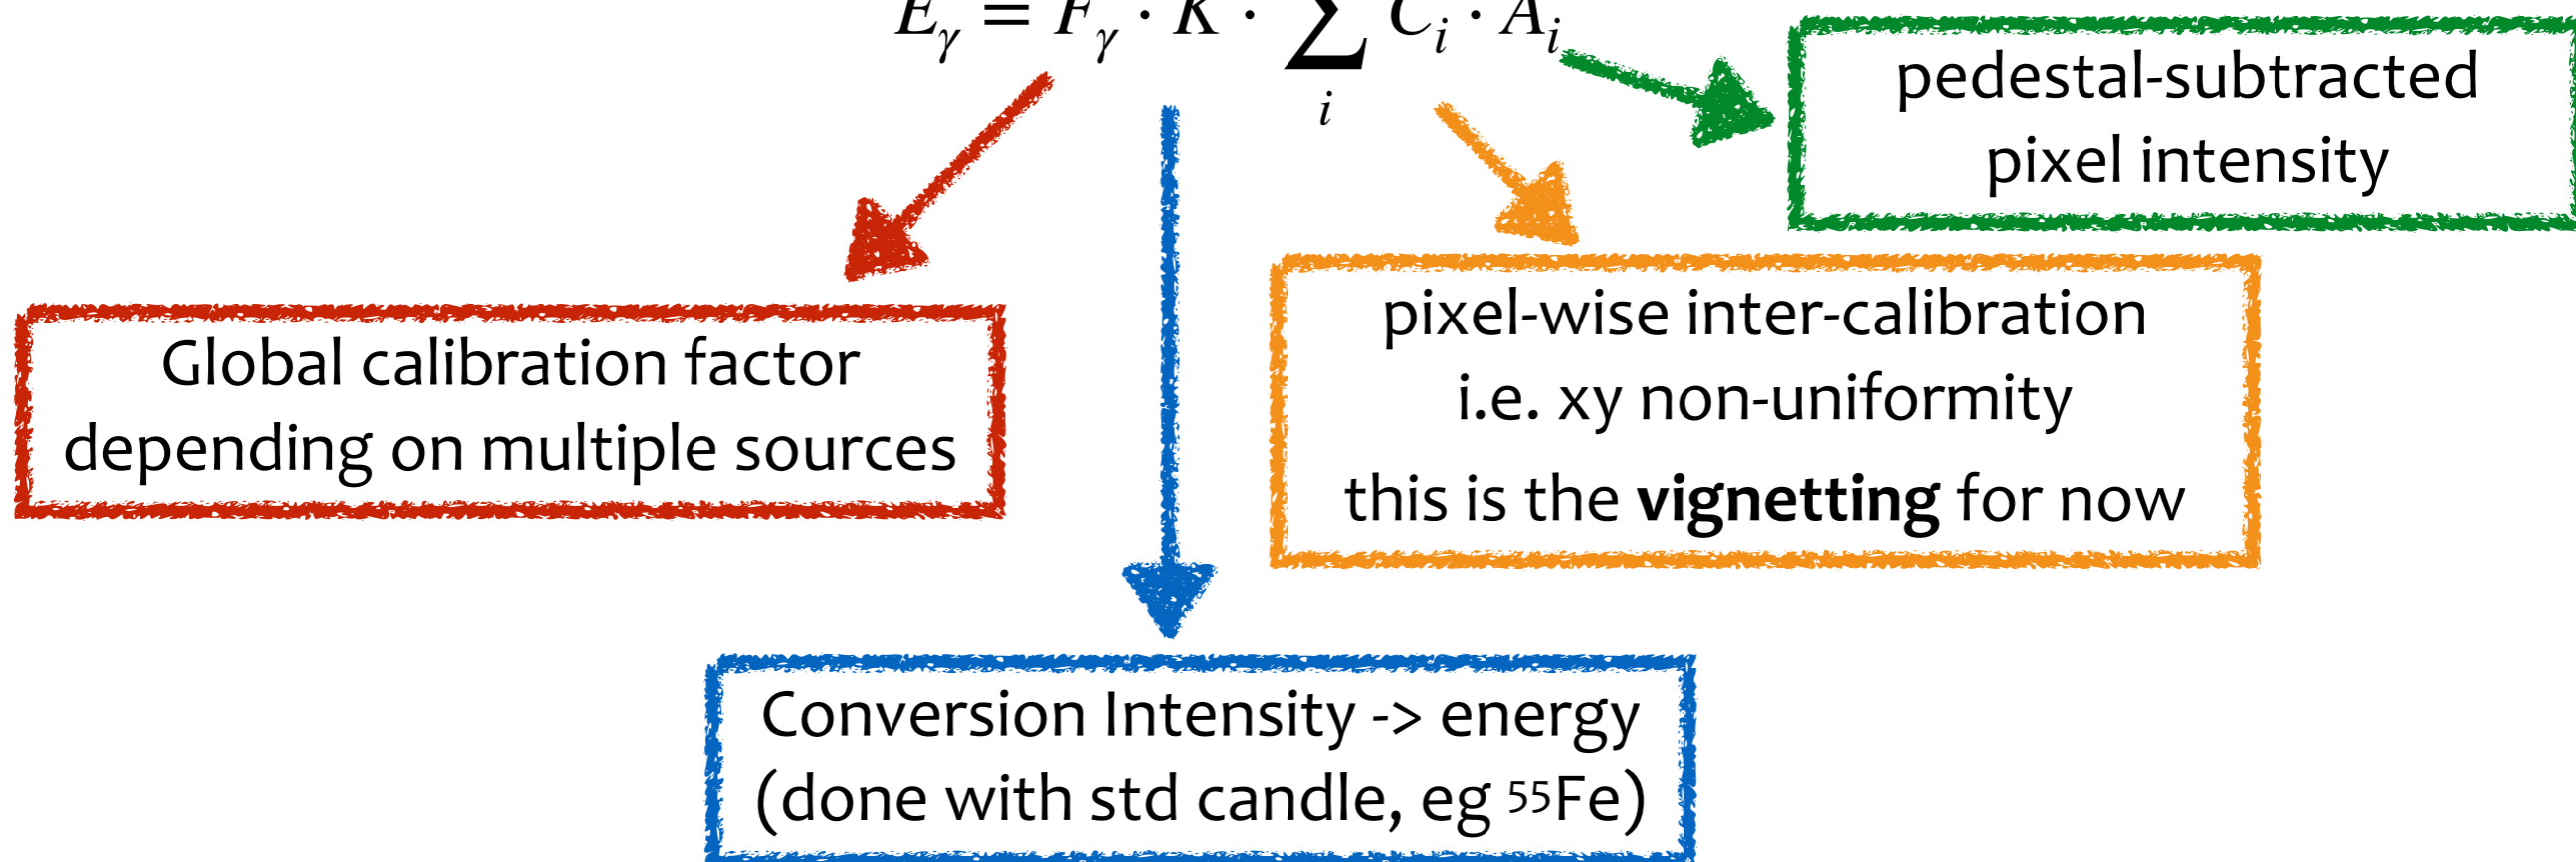 E_γ = F_γ · K · ∑_i C_i · A_i
pedestal-subtracted
pixel intensity
Global calibration factor
depending on multiple sources
pixel-wise inter-calibration
i.e. xy non-uniformity
this is the vignetting for now
Conversion Intensity -> energy
(done with std candle, eg ⁵⁵Fe)